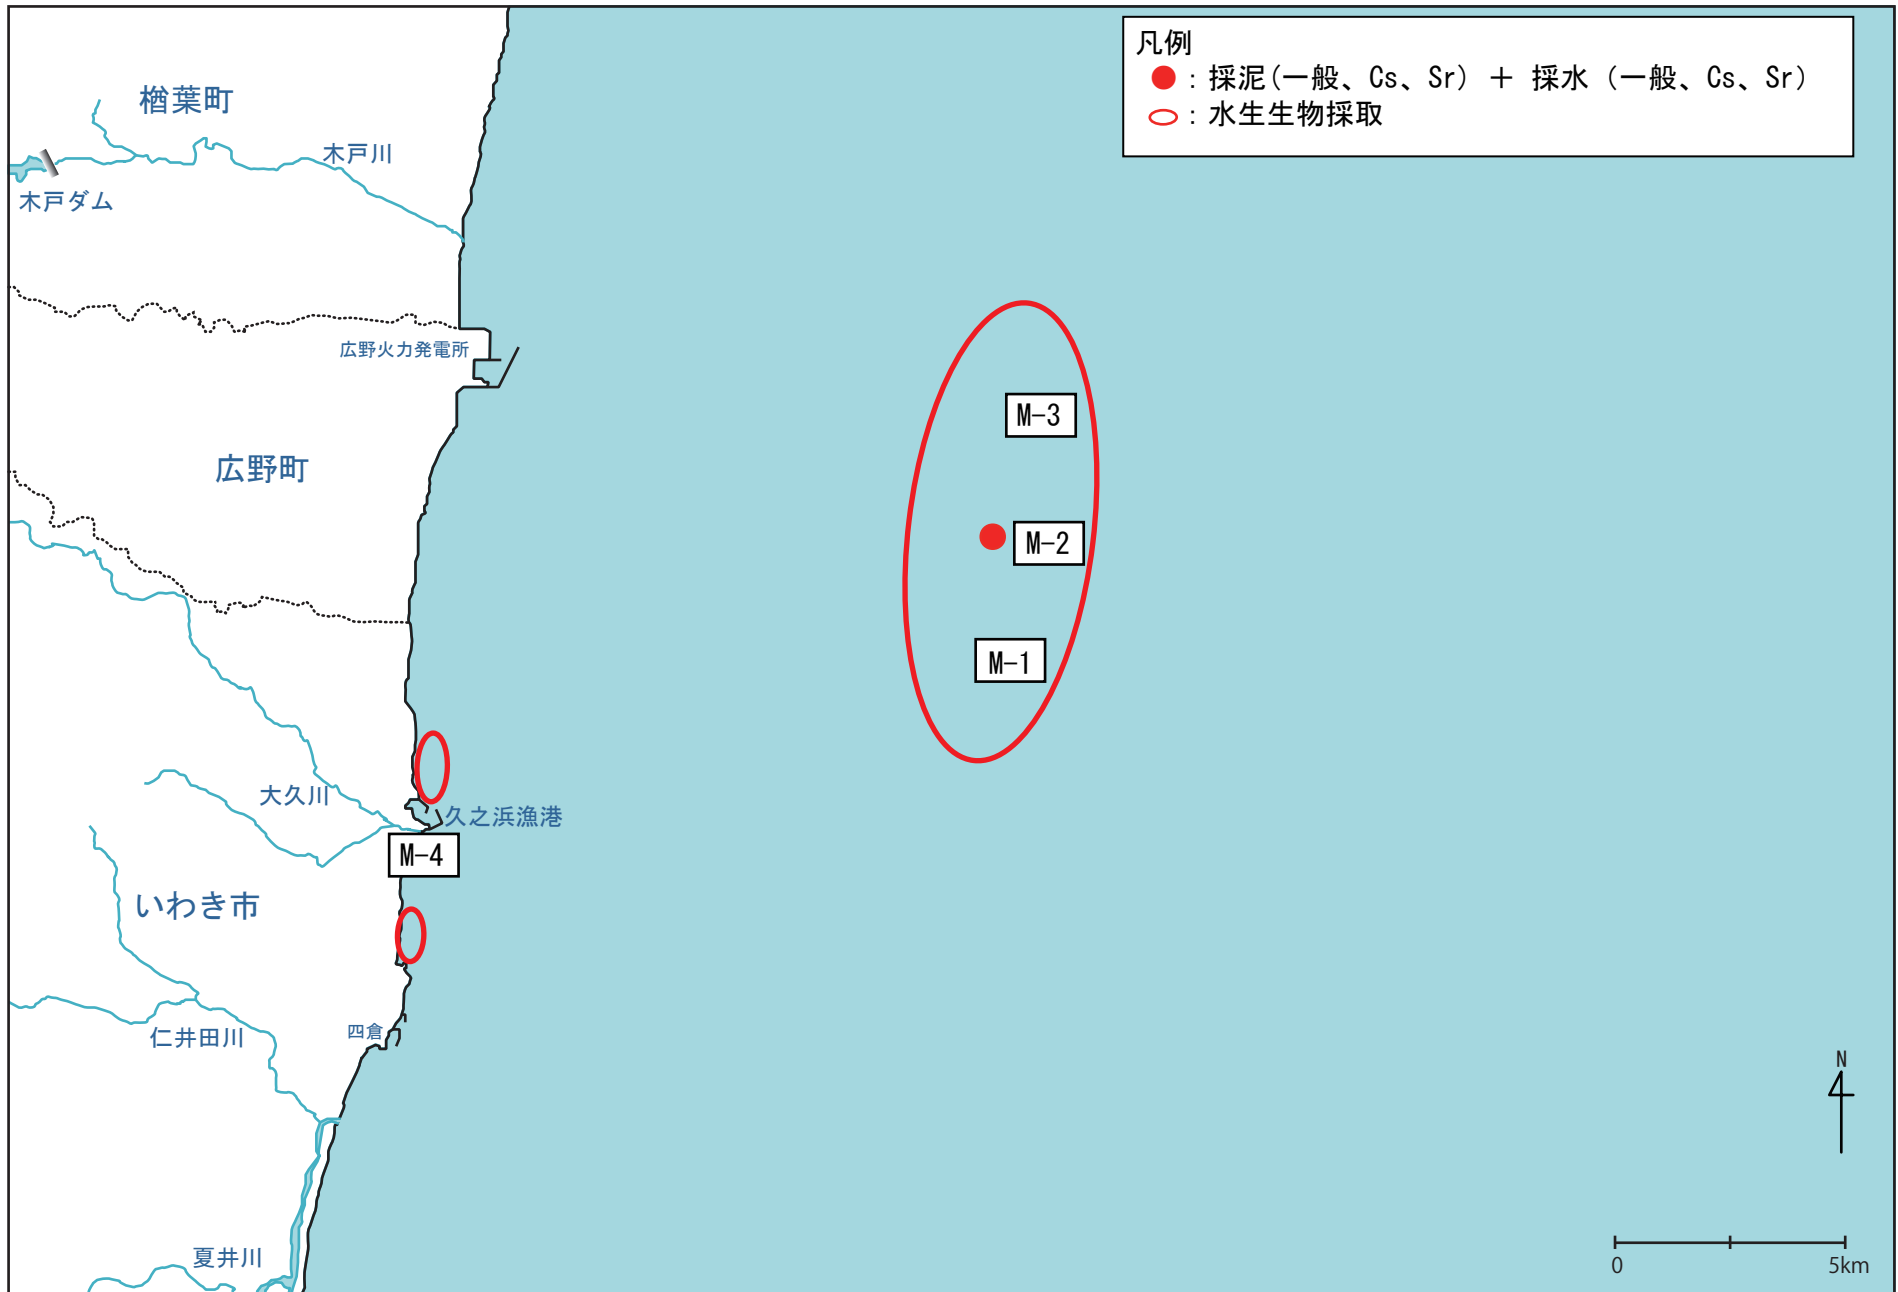 凡例
● : 採泥(一般、Cs、Sr) + 採水 (一般、Cs、Sr)
: 水生生物採取
楢葉町
木戸川
木戸ダム
広野火力発電所
M-3
広野町
M-2
M-1
大久川
久之浜漁港
M-4
いわき市
仁井田川
四倉
N
夏井川
0 5km